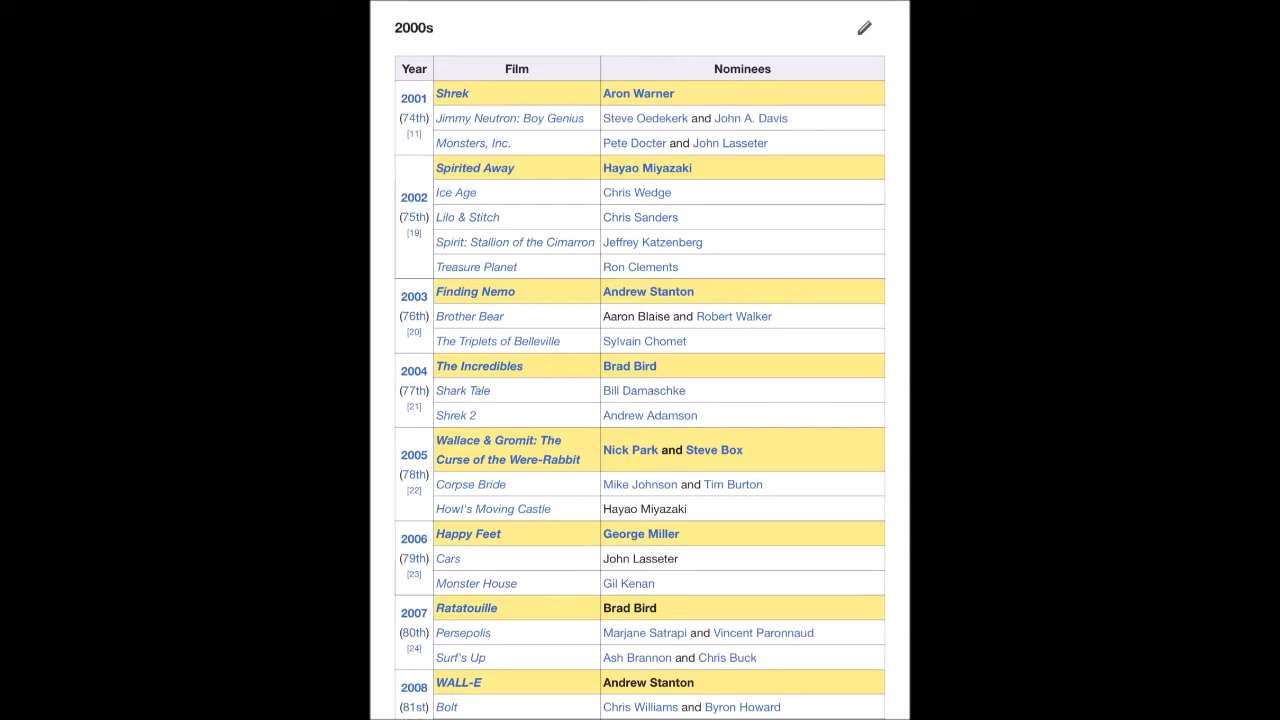 2000s
Year Film Nominees
2001 (74th) [11]
Shrek Aron Warner
Jimmy Neutron: Boy Genius Steve Oedekerk and John A. Davis
Monsters, Inc. Pete Docter and John Lasseter
2002 (75th) [19]
Spirited Away Hayao Miyazaki
Ice Age Chris Wedge
Lilo & Stitch Chris Sanders
Spirit: Stallion of the Cimarron Jeffrey Katzenberg
Treasure Planet Ron Clements
2003 (76th) [20]
Finding Nemo Andrew Stanton
Brother Bear Aaron Blaise and Robert Walker
The Triplets of Belleville Sylvain Chomet
2004 (77th) [21]
The Incredibles Brad Bird
Shark Tale Bill Damaschke
Shrek 2 Andrew Adamson
2005 (78th) [22]
Wallace & Gromit: The
Curse of the Were-Rabbit Nick Park and Steve Box
Corpse Bride Mike Johnson and Tim Burton
Howl's Moving Castle Hayao Miyazaki
2006 (79th) [23]
Happy Feet George Miller
Cars John Lasseter
Monster House Gil Kenan
2007 (80th) [24]
Ratatouille Brad Bird
Persepolis Marjane Satrapi and Vincent Paronnaud
Surf's Up Ash Brannon and Chris Buck
2008 (81st)
WALL-E Andrew Stanton
Bolt Chris Williams and Byron Howard